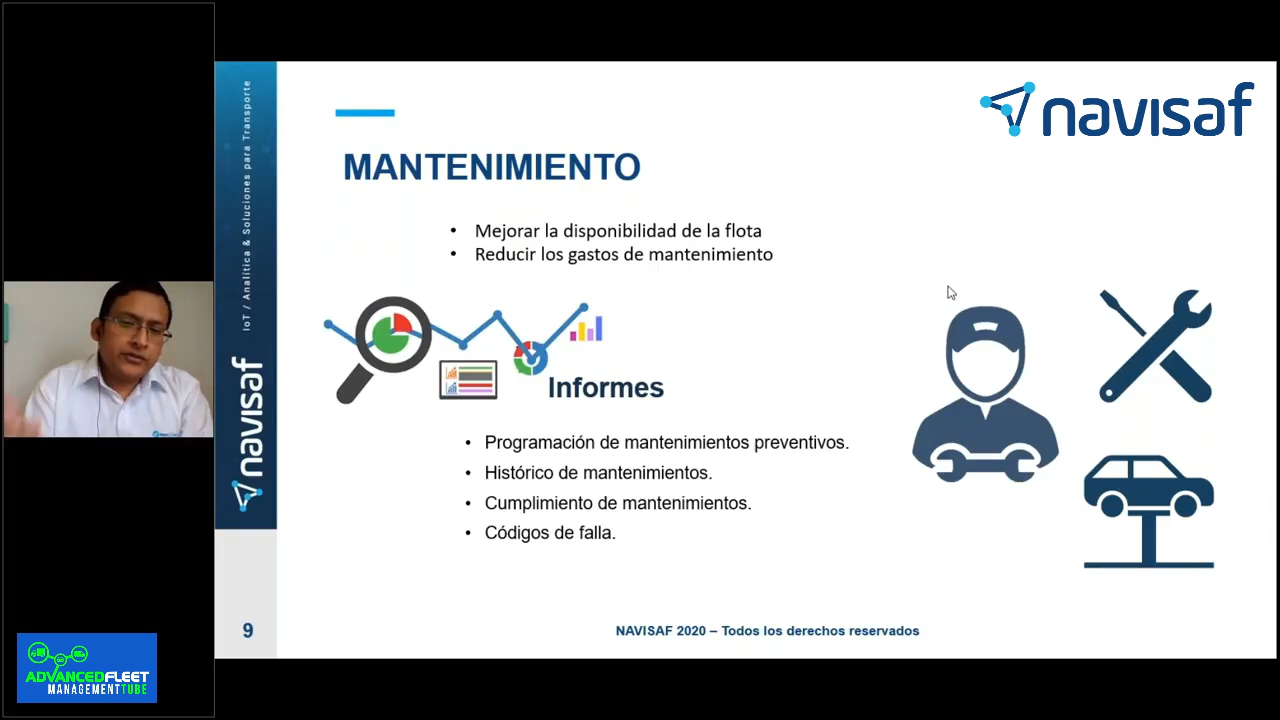 IoT / Analítica & Soluciones para Transporte
navisaf
9
navisaf
MANTENIMIENTO
• Mejorar la disponibilidad de la flota
• Reducir los gastos de mantenimiento
Informes
• Programación de mantenimientos preventivos.
• Histórico de mantenimientos.
• Cumplimiento de mantenimientos.
• Códigos de falla.
NAVISAF 2020 – Todos los derechos reservados
ADVANCEDFLEET
MANAGEMENTTUBE